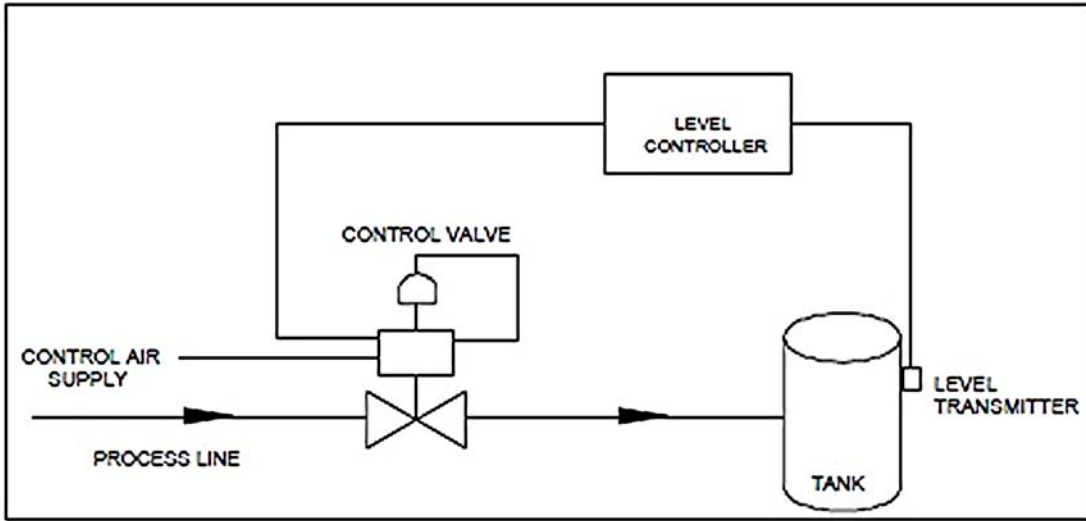 LEVEL
CONTROLLER
CONTROL VALVE
CONTROL AIR
SUPPLY
LEVEL
TRANSMITTER
PROCESS LINE
TANK